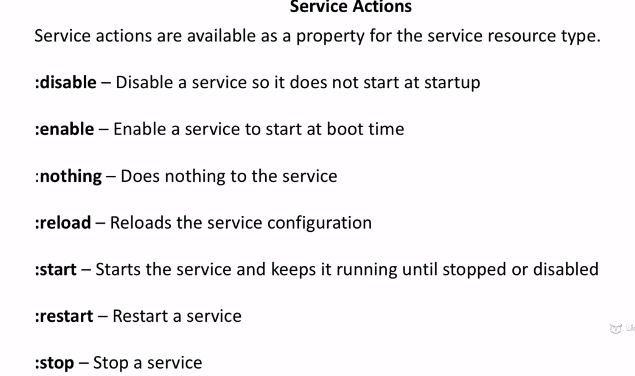 Service Actions
Service actions are available as a property for the service resource type.
:disable – Disable a service so it does not start at startup
:enable – Enable a service to start at boot time
:nothing – Does nothing to the service
:reload – Reloads the service configuration
:start – Starts the service and keeps it running until stopped or disabled
:restart – Restart a service
:stop – Stop a service